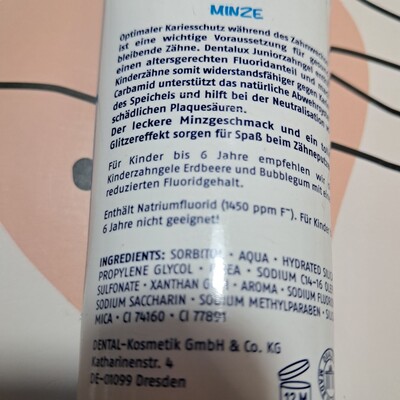 MINZE
Optimaler Kariesschutz während des Zahnwechsels
ist eine wichtige Voraussetzung für
bleibende Zähne. Dentalux Juniorzahngel
einen altersgerechten Fluoridanteil und
Kinderzähne somit widerstandsfähiger gegen
Carbamid unterstützt das natürliche
des Speichels und hilft bei der Neutralisation
schädlichen Plaquesäuren.
Der leckere Minzgeschmack und ein
Glitzereffekt sorgen für Spaß beim
Für Kinder bis 6 Jahre empfehlen wir
Kinderzahngele Erdbeere und Bubblegum mit
reduzierten Fluoridgehalt.
Enthält Natriumfluorid (1450 ppm F⁻). Für
6 Jahre nicht geeignet!
INGREDIENTS: SORBITOL · AQUA · HYDRATED
PROPYLENE GLYCOL · UREA · SODIUM C14-16
SULFONATE · XANTHAN GUM · AROMA · SODIUM
SODIUM SACCHARIN · SODIUM METHYLPARABEN ·
MICA · CI 74160 · CI 77891
DENTAL-Kosmetik GmbH & Co. KG
Katharinenstr. 4
DE-01099 Dresden
12 M